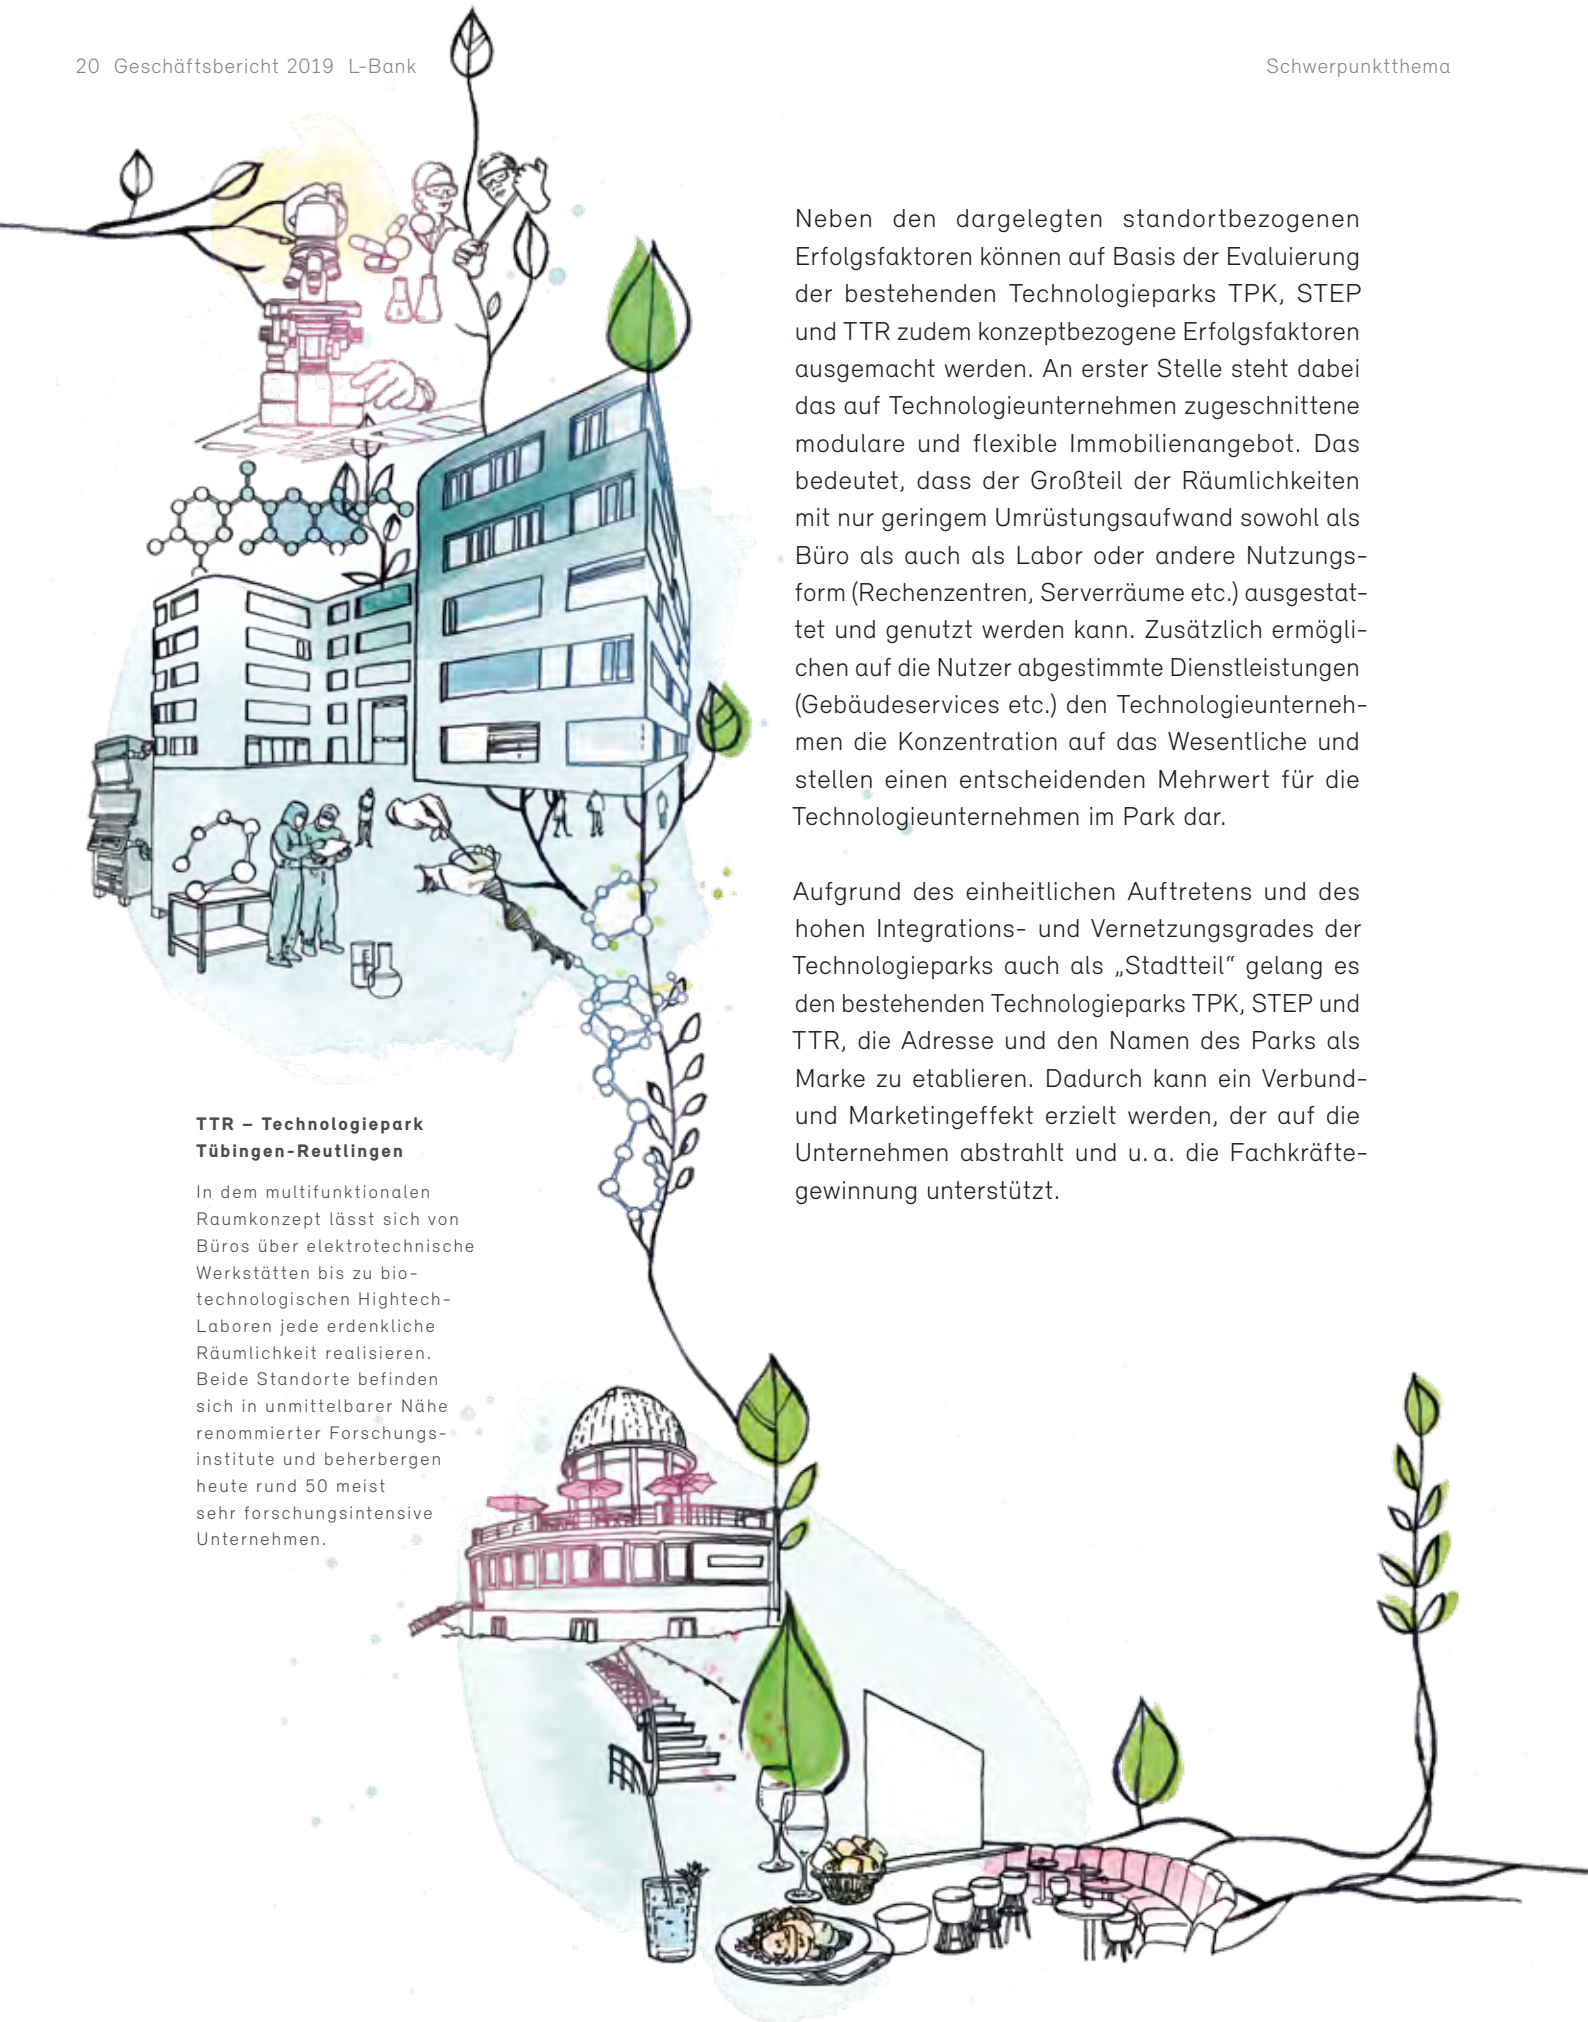 20 Geschäftsbericht 2019 L-Bank
Schwerpunktthema
Neben den dargelegten standortbezogenen
Erfolgsfaktoren können auf Basis der Evaluierung
der bestehenden Technologieparks TPK, STEP
und TTR zudem konzeptbezogene Erfolgsfaktoren
ausgemacht werden. An erster Stelle steht dabei
das auf Technologieunternehmen zugeschnittene
modulare und flexible Immobilienangebot. Das
bedeutet, dass der Großteil der Räumlichkeiten
mit nur geringem Umrüstungsaufwand sowohl als
Büro als auch als Labor oder andere Nutzungs-
form (Rechenzentren, Serverräume etc.) ausgestat-
tet und genutzt werden kann. Zusätzlich ermögli-
chen auf die Nutzer abgestimmte Dienstleistungen
(Gebäudeservices etc.) den Technologieunterneh-
men die Konzentration auf das Wesentliche und
stellen einen entscheidenden Mehrwert für die
Technologieunternehmen im Park dar.
Aufgrund des einheitlichen Auftretens und des
hohen Integrations- und Vernetzungsgrades der
Technologieparks auch als „Stadtteil“ gelang es
den bestehenden Technologieparks TPK, STEP und
TTR, die Adresse und den Namen des Parks als
Marke zu etablieren. Dadurch kann ein Verbund-
und Marketingeffekt erzielt werden, der auf die
Unternehmen abstrahlt und u. a. die Fachkräfte-
gewinnung unterstützt.
TTR – Technologiepark
Tübingen-Reutlingen
In dem multifunktionalen
Raumkonzept lässt sich von
Büros über elektrotechnische
Werkstätten bis zu bio-
technologischen Hightech-
Laboren jede erdenkliche
Räumlichkeit realisieren.
Beide Standorte befinden
sich in unmittelbarer Nähe
renommierter Forschungs-
institute und beherbergen
heute rund 50 meist
sehr forschungsintensive
Unternehmen.